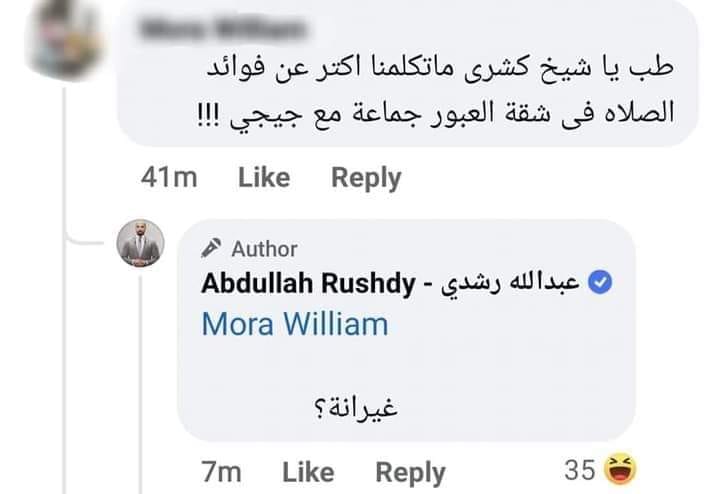 طب يا شيخ كشرى ماتكلمنا اكتر عن فوائد
الصلاه فى شقة العبور جماعة مع جيجي !!!
41m Like Reply
Author
Abdullah Rushdy - عبدالله رشدي
Mora William
غيرانة؟
7m Like Reply 35